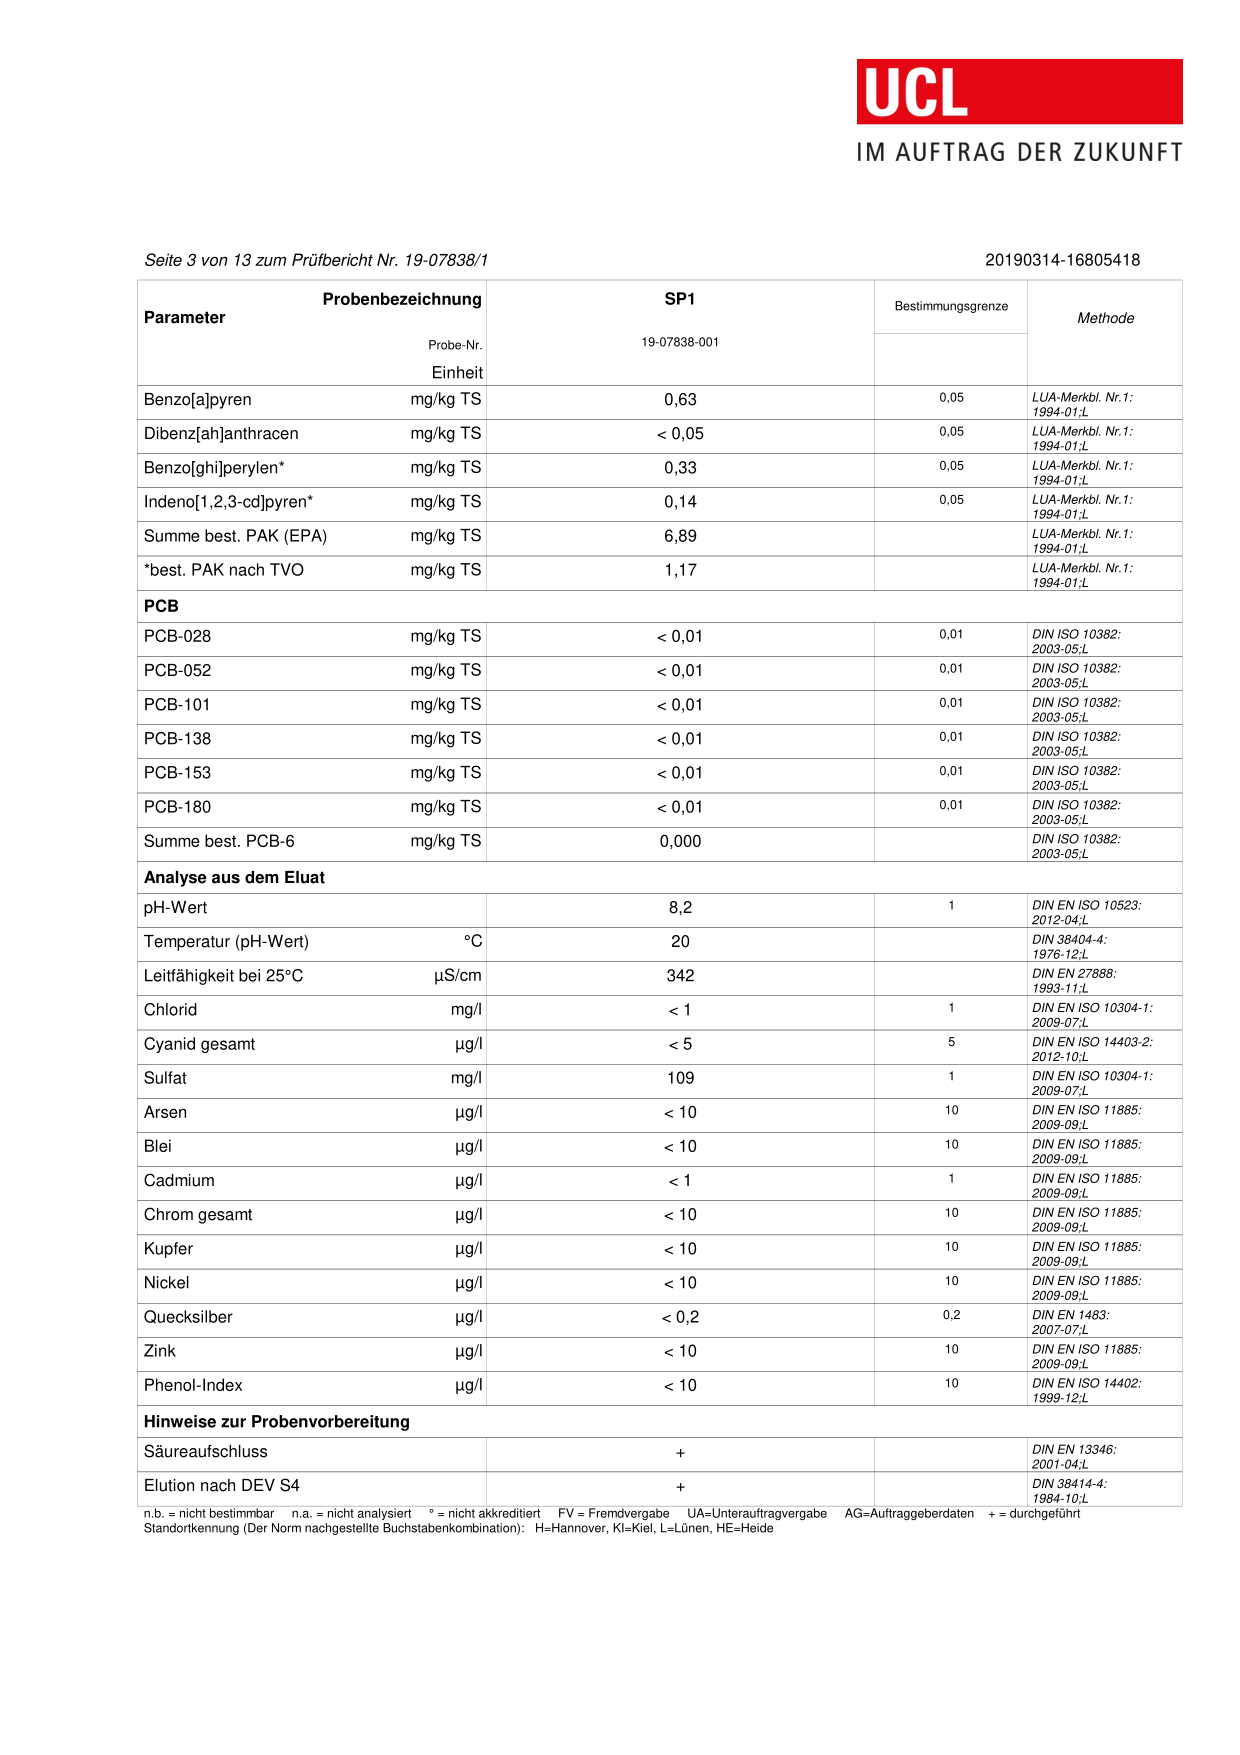 UCL
IM AUFTRAG DER ZUKUNFT
Seite 3 von 13 zum Prüfbericht Nr. 19-07838/1 20190314-16805418
Probenbezeichnung SP1 Bestimmungsgrenze Methode
Parameter
Probe-Nr. 19-07838-001
Einheit
Benzo[a]pyren mg/kg TS 0,63 0,05 LUA-Merkbl. Nr.1:
1994-01;L
Dibenz[ah]anthracen mg/kg TS < 0,05 0,05 LUA-Merkbl. Nr.1:
1994-01;L
Benzo[ghi]perylen* mg/kg TS 0,33 0,05 LUA-Merkbl. Nr.1:
1994-01;L
Indeno[1,2,3-cd]pyren* mg/kg TS 0,14 0,05 LUA-Merkbl. Nr.1:
1994-01;L
Summe best. PAK (EPA) mg/kg TS 6,89 LUA-Merkbl. Nr.1:
1994-01;L
*best. PAK nach TVO mg/kg TS 1,17 LUA-Merkbl. Nr.1:
1994-01;L
PCB
PCB-028 mg/kg TS < 0,01 0,01 DIN ISO 10382:
2003-05;L
PCB-052 mg/kg TS < 0,01 0,01 DIN ISO 10382:
2003-05;L
PCB-101 mg/kg TS < 0,01 0,01 DIN ISO 10382:
2003-05;L
PCB-138 mg/kg TS < 0,01 0,01 DIN ISO 10382:
2003-05;L
PCB-153 mg/kg TS < 0,01 0,01 DIN ISO 10382:
2003-05;L
PCB-180 mg/kg TS < 0,01 0,01 DIN ISO 10382:
2003-05;L
Summe best. PCB-6 mg/kg TS 0,000 DIN ISO 10382:
2003-05;L
Analyse aus dem Eluat
pH-Wert 8,2 1 DIN EN ISO 10523:
2012-04;L
Temperatur (pH-Wert) °C 20 DIN 38404-4:
1976-12;L
Leitfähigkeit bei 25°C µS/cm 342 DIN EN 27888:
1993-11;L
Chlorid mg/l < 1 1 DIN EN ISO 10304-1:
2009-07;L
Cyanid gesamt µg/l < 5 5 DIN EN ISO 14403-2:
2012-10;L
Sulfat mg/l 109 1 DIN EN ISO 10304-1:
2009-07;L
Arsen µg/l < 10 10 DIN EN ISO 11885:
2009-09;L
Blei µg/l < 10 10 DIN EN ISO 11885:
2009-09;L
Cadmium µg/l < 1 1 DIN EN ISO 11885:
2009-09;L
Chrom gesamt µg/l < 10 10 DIN EN ISO 11885:
2009-09;L
Kupfer µg/l < 10 10 DIN EN ISO 11885:
2009-09;L
Nickel µg/l < 10 10 DIN EN ISO 11885:
2009-09;L
Quecksilber µg/l < 0,2 0,2 DIN EN 1483:
2007-07;L
Zink µg/l < 10 10 DIN EN ISO 11885:
2009-09;L
Phenol-Index µg/l < 10 10 DIN EN ISO 14402:
1999-12;L
Hinweise zur Probenvorbereitung
Säureaufschluss + DIN EN 13346:
2001-04;L
Elution nach DEV S4 + DIN 38414-4:
1984-10;L
n.b. = nicht bestimmbar n.a. = nicht analysiert ° = nicht akkreditiert FV = Fremdvergabe UA=Unterauftragvergabe AG=Auftraggeberdaten + = durchgeführt
Standortkennung (Der Norm nachgestellte Buchstabenkombination): H=Hannover, KI=Kiel, L=Lünen, HE=Heide